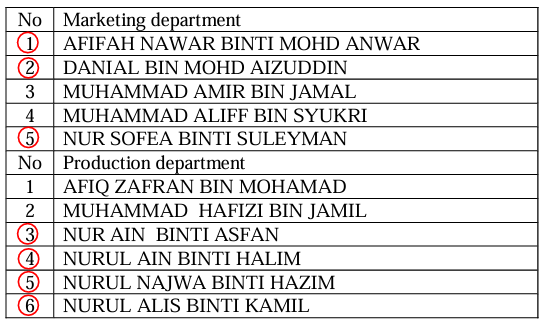 No Marketing department
1 AFIFAH NAWAR BINTI MOHD ANWAR
2 DANIAL BIN MOHD AIZUDDIN
3 MUHAMMAD AMIR BIN JAMAL
4 MUHAMMAD ALIFF BIN SYUKRI
5 NUR SOFEA BINTI SULEYMAN
No Production department
1 AFIQ ZAFRAN BIN MOHAMAD
2 MUHAMMAD HAFIZI BIN JAMIL
3 NUR AIN BINTI ASFAN
4 NURUL AIN BINTI HALIM
5 NURUL NAJWA BINTI HAZIM
6 NURUL ALIS BINTI KAMIL